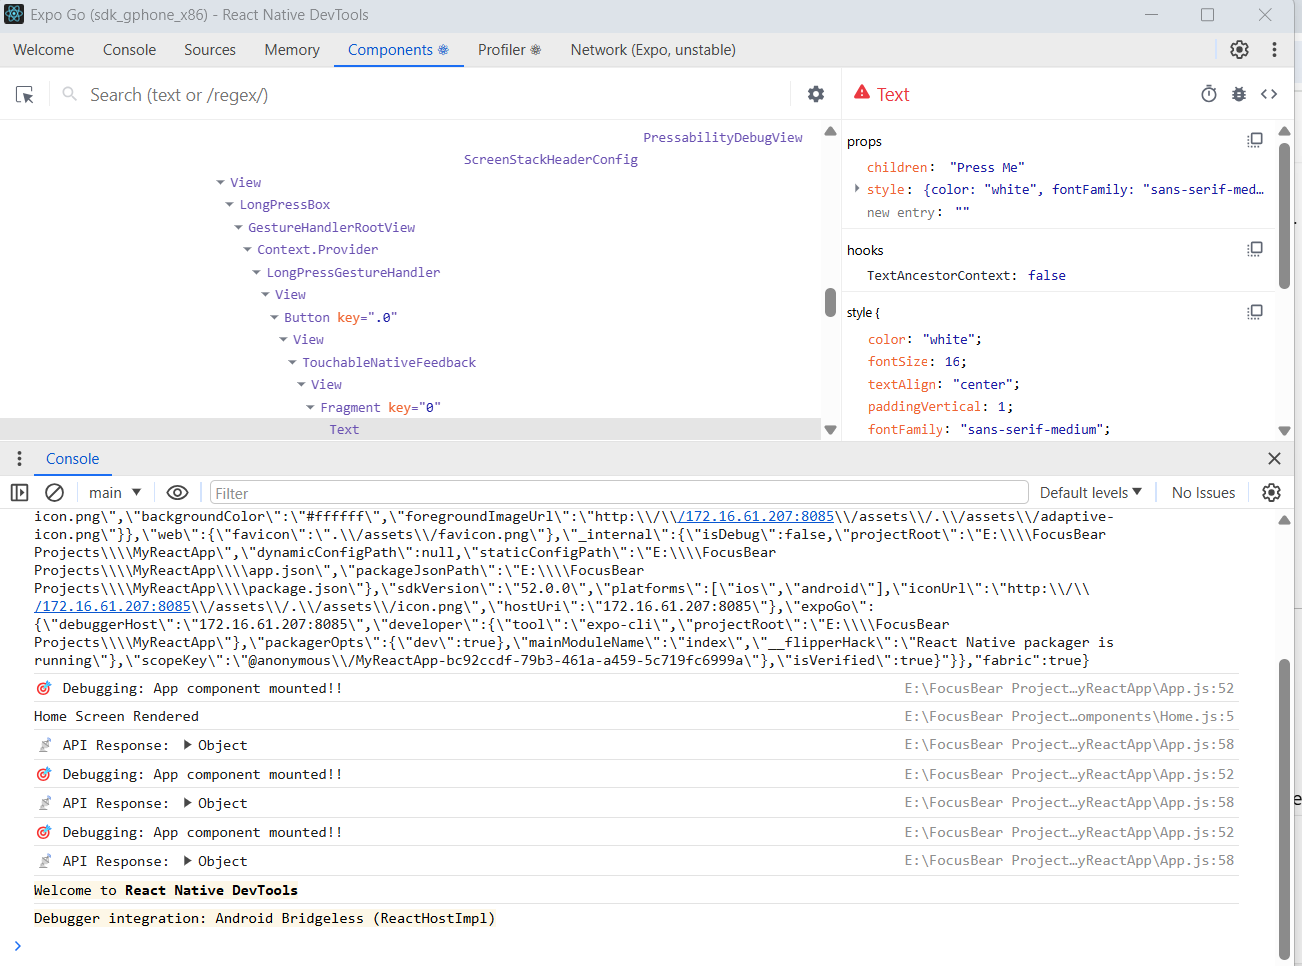 Expo Go (sdk_gphone_x86) - React Native DevTools
Welcome Console Sources Memory Components Profiler Network (Expo, unstable)
Search (text or /regex/)
PressabilityDebugView
ScreenStackHeaderConfig
View
LongPressBox
GestureHandlerRootView
Context.Provider
LongPressGestureHandler
View
Button key=".0"
View
TouchableNativeFeedback
View
Fragment key="0"
Text
Text
props
children: "Press Me"
style: {color: "white", fontFamily: "sans-serif-med…
new entry: ""
hooks
TextAncestorContext: false
style {
color: "white";
fontSize: 16;
textAlign: "center";
paddingVertical: 1;
fontFamily: "sans-serif-medium";
Console
main Filter Default levels No Issues
icon.png\",\"backgroundColor\":\"#ffffff\",\"foregroundImageUrl\":\"http:\\/\\/172.16.61.207:8085\\/assets\\/.\\/assets\\/adaptive-
icon.png\"}},\"web\":{\"favicon\":\".\\/assets\\/favicon.png\"},\"_internal\":{\"isDebug\":false,\"projectRoot\":\"E:\\\\FocusBear
Projects\\\\MyReactApp\",\"dynamicConfigPath\":null,\"staticConfigPath\":\"E:\\\\FocusBear
Projects\\\\MyReactApp\\\\app.json\",\"packageJsonPath\":\"E:\\\\FocusBear
Projects\\\\MyReactApp\\\\package.json\"},\"sdkVersion\":\"52.0.0\",\"platforms\":[\"ios\",\"android\"],\"iconUrl\":\"http:\\/\\
/172.16.61.207:8085\\/assets\\/.\\/assets\\/icon.png\",\"hostUri\":\"172.16.61.207:8085\"},\"expoGo\":
{\"debuggerHost\":\"172.16.61.207:8085\",\"developer\":{\"tool\":\"expo-cli\",\"projectRoot\":\"E:\\\\FocusBear
Projects\\\\MyReactApp\"},\"packagerOpts\":{\"dev\":true},\"mainModuleName\":\"index\",\"__flipperHack\":\"React Native packager is
running\"},\"scopeKey\":\"@anonymous\\/MyReactApp-bc92ccdf-79b3-461a-a459-5c719fc6999a\"},\"isVerified\":true}"}},"fabric":true}
Debugging: App component mounted!! E:\FocusBear Project…yReactApp\App.js:52
Home Screen Rendered E:\FocusBear Project…omponents\Home.js:5
API Response: Object E:\FocusBear Project…yReactApp\App.js:58
Debugging: App component mounted!! E:\FocusBear Project…yReactApp\App.js:52
API Response: Object E:\FocusBear Project…yReactApp\App.js:58
Debugging: App component mounted!! E:\FocusBear Project…yReactApp\App.js:52
API Response: Object E:\FocusBear Project…yReactApp\App.js:58
Welcome to React Native DevTools
Debugger integration: Android Bridgeless (ReactHostImpl)